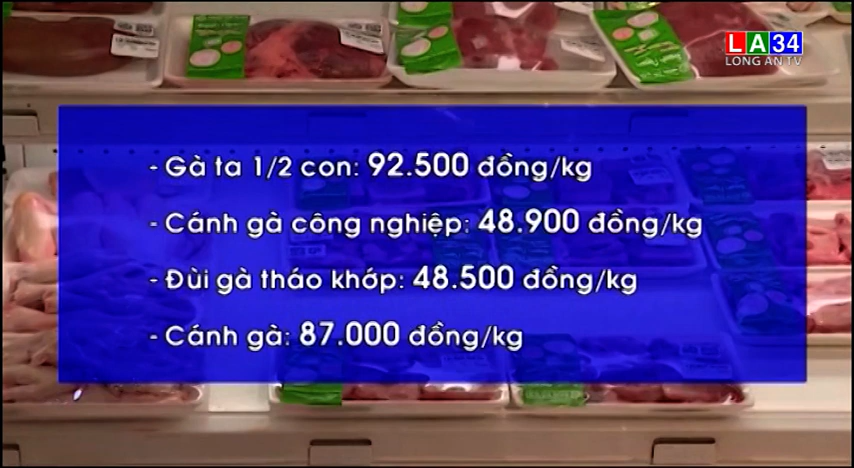 LA34
LONG AN TV
- Gà ta 1/2 con: 92.500 đồng/kg
- Cánh gà công nghiệp: 48.900 đồng/kg
- Đùi gà tháo khớp: 48.500 đồng/kg
- Cánh gà: 87.000 đồng/kg